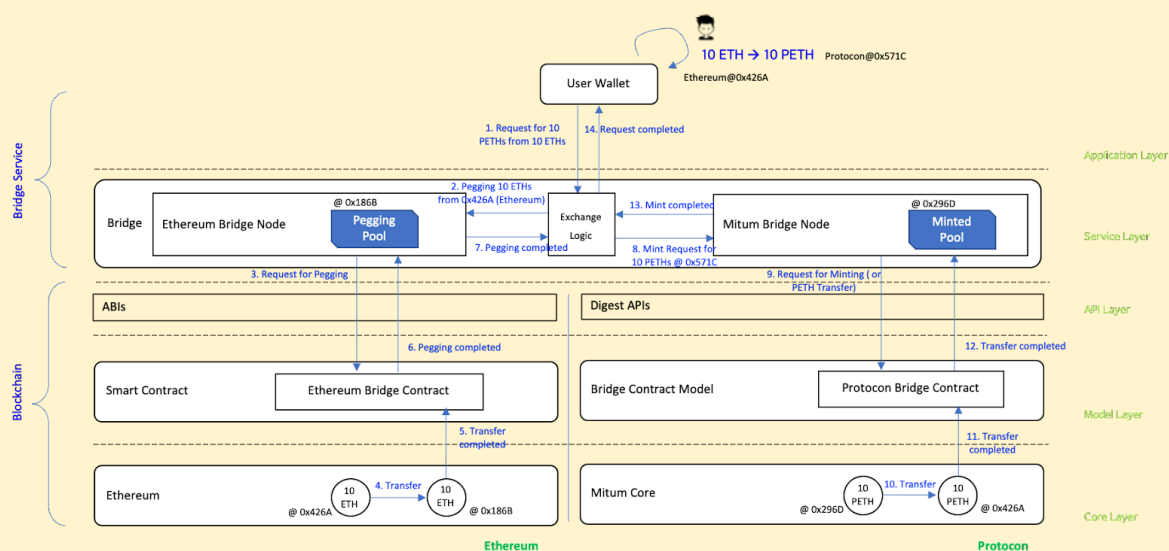 10 ETH → 10 PETH
Protocon@0x571C
Ethereum@0x426A
User Wallet
1. Request for 10
PETHs from 10 ETHs
14. Request completed
Application Layer
Bridge Service
Bridge
@ 0x186B
Ethereum Bridge Node
Pegging
Pool
2. Pegging 10 ETHs
from 0x426A (Ethereum)
7. Pegging completed
Exchange
Logic
13. Mint completed
8. Mint Request for
10 PETHs @ 0x571C
@ 0x296D
Mitum Bridge Node
Minted
Pool
Service Layer
3. Request for Pegging
9. Request for Minting ( or
PETH Transfer)
ABIs
Digest APIs
API Layer
6. Pegging completed
12. Transfer completed
Blockchain
Smart Contract
Ethereum Bridge Contract
Bridge Contract Model
Protocon Bridge Contract
Model Layer
5. Transfer
completed
11. Transfer
completed
Ethereum
10
ETH
@ 0x426A
4. Transfer
10
ETH
@ 0x186B
Mitum Core
10
PETH
@ 0x296D
10. Transfer
10
PETH
@ 0x426A
Core Layer
Ethereum
Protocon